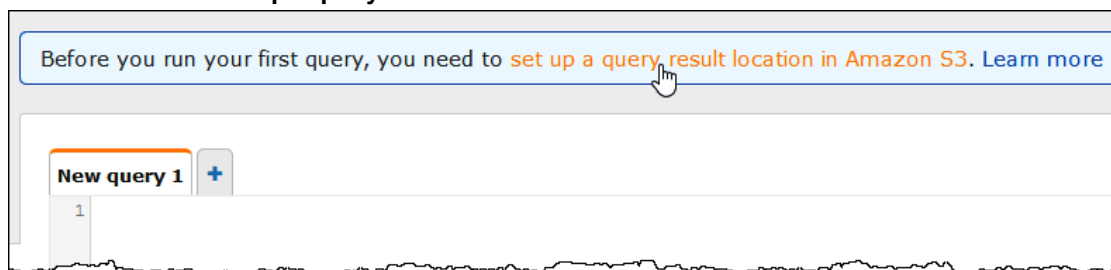 Before you run your first query, you need to set up a query result location in Amazon S3. Learn more
New query 1 +
1